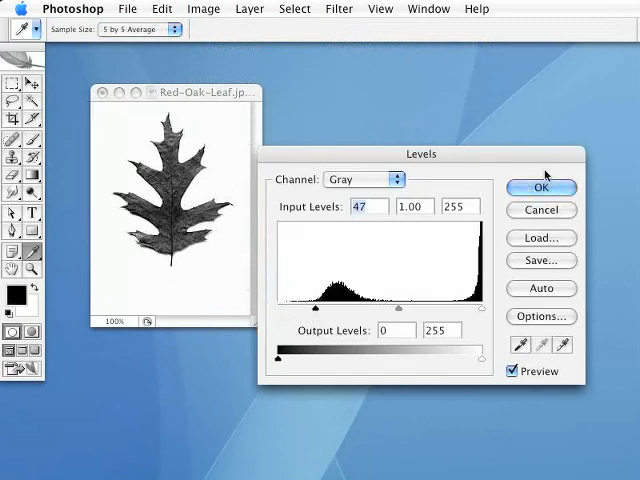 Photoshop File Edit Image Layer Select Filter View Window Help
Sample Size: 5 by 5 Average
Red-Oak-Leaf.jp...
100%
Levels
Channel: Gray
Input Levels: 47 1.00 255
Output Levels: 0 255
OK
Cancel
Load...
Save...
Auto
Options...
Preview